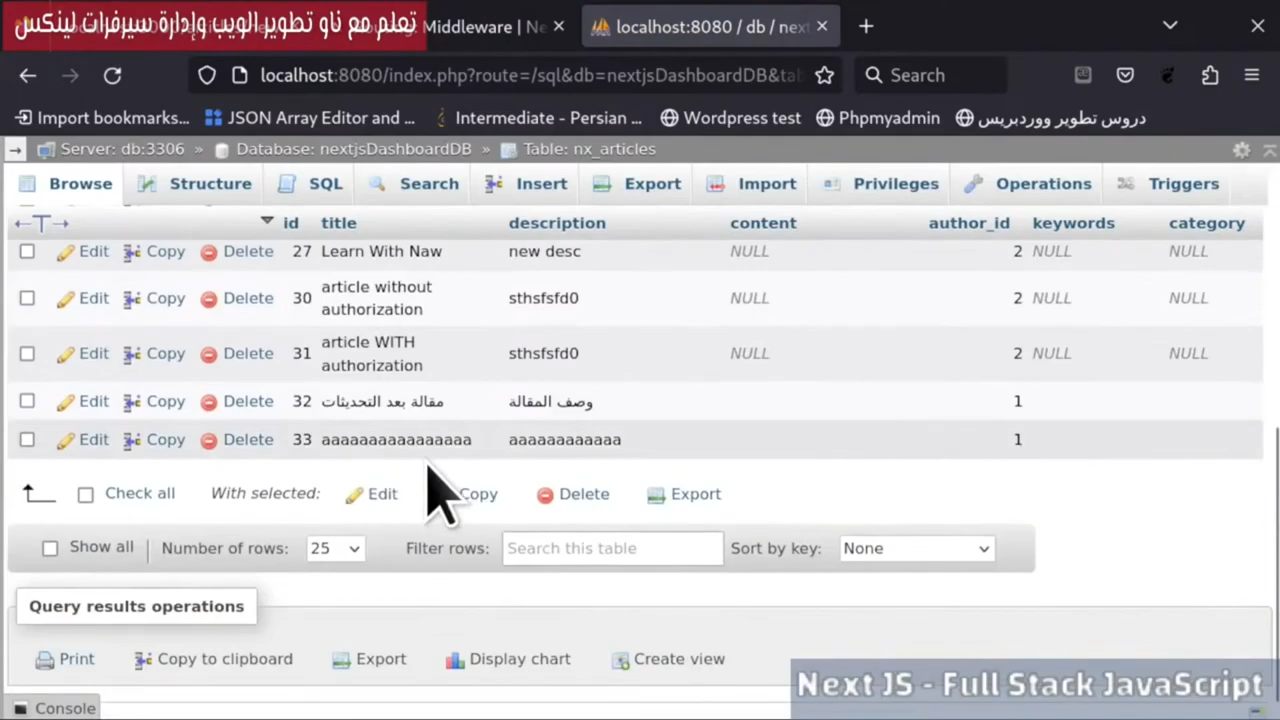 تعلم مع ناو تطوير الويب وإدارة سيرفرات لينكس
Middleware | Ne
localhost:8080 / db / next
localhost:8080/index.php?route=/sql&db=nextjsDashboardDB&ta
Search
Import bookmarks...
JSON Array Editor and ...
Intermediate - Persian ...
Wordpress test
Phpmyadmin
دروس تطوير ووردبريس
Server: db:3306 » Database: nextjsDashboardDB » Table: nx_articles
Browse Structure SQL Search Insert Export Import Privileges Operations Triggers
id title description content author_id keywords category
Edit Copy Delete 27 Learn With Naw new desc NULL 2 NULL NULL
Edit Copy Delete 30 article without authorization sthsfsfd0 NULL 2 NULL NULL
Edit Copy Delete 31 article WITH authorization sthsfsfd0 NULL 2 NULL NULL
Edit Copy Delete 32 مقالة بعد التحديثات وصف المقالة 1
Edit Copy Delete 33 aaaaaaaaaaaaaaaa aaaaaaaaaaaa 1
Check all With selected: Edit Copy Delete Export
Show all Number of rows: 25 Filter rows: Search this table Sort by key: None
Query results operations
Print Copy to clipboard Export Display chart Create view
Next JS - Full Stack JavaScript
Console